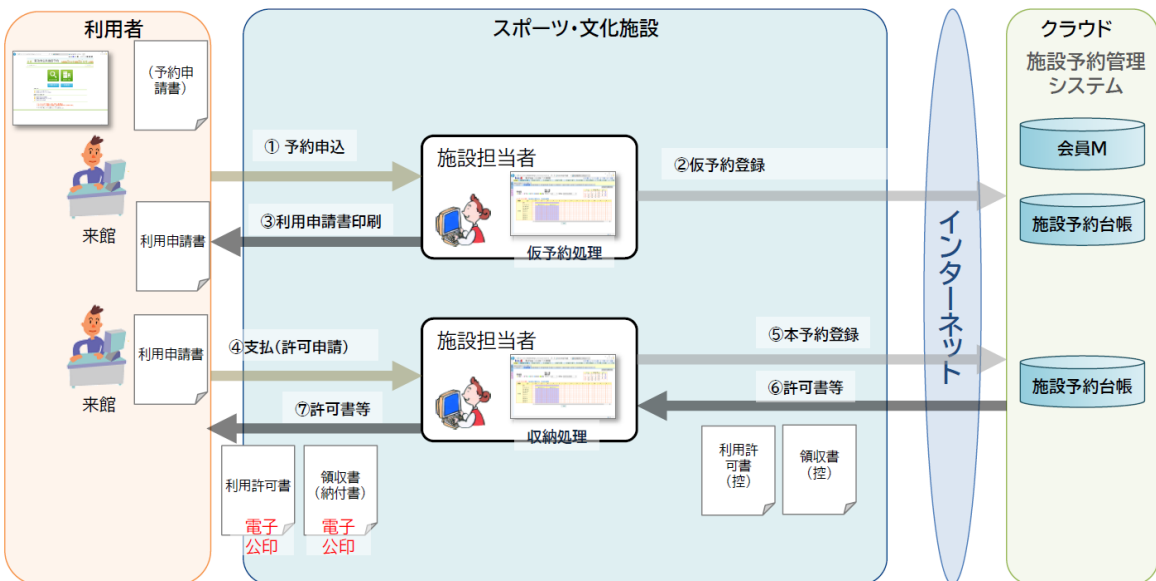 利用者
(予約申
請書)
来館
利用申請書
利用申請書
来館
スポーツ・文化施設
① 予約申込
施設担当者
仮予約処理
②仮予約登録
③利用申請書印刷
④支払(許可申請)
施設担当者
収納処理
⑤本予約登録
⑥許可書等
⑦許可書等
利用許可書
電子
公印
領収書
(納付書)
電子
公印
利用許
可書
(控)
領収書
(控)
インターネット
クラウド
施設予約管理
システム
会員M
施設予約台帳
施設予約台帳